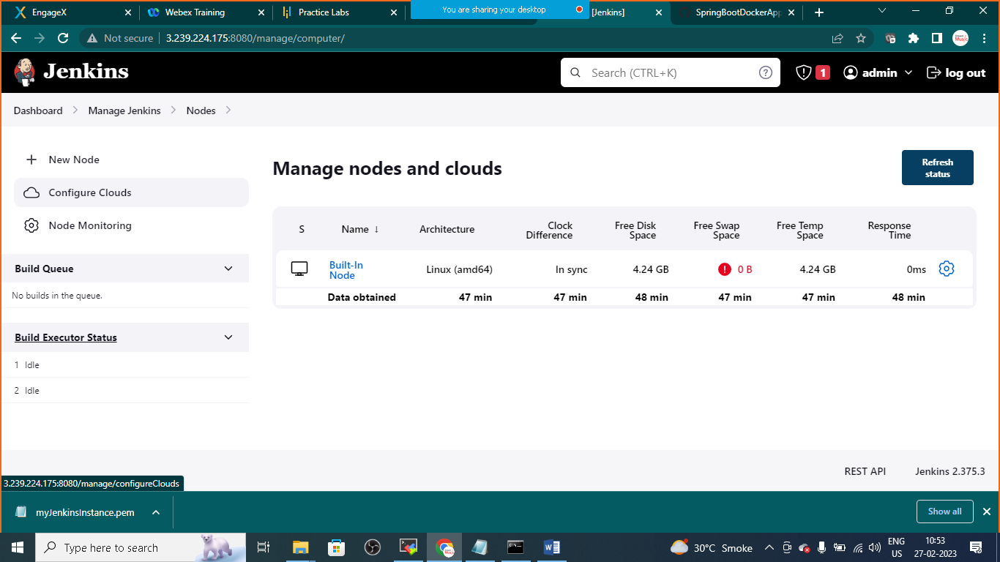 EngageX
Webex Training
Practice Labs
You are sharing your desktop
[Jenkins]
SpringBootDockerApp
Not secure
3.239.224.175:8080/manage/computer/
Jenkins
Search (CTRL+K)
1
admin
log out
Dashboard
Manage Jenkins
Nodes
New Node
Configure Clouds
Node Monitoring
Build Queue
No builds in the queue.
Build Executor Status
1 Idle
2 Idle
Manage nodes and clouds
Refresh
status
S
Name ↓
Architecture
Clock
Difference
Free Disk
Space
Free Swap
Space
Free Temp
Space
Response
Time
Built-In
Node
Linux (amd64)
In sync
4.24 GB
! 0 B
4.24 GB
0ms
Data obtained
47 min
47 min
48 min
47 min
47 min
48 min
REST API
Jenkins 2.375.3
3.239.224.175:8080/manage/configureClouds
myJenkinsInstance.pem
Show all
Type here to search
30°C Smoke
ENG
US
10:53
27-02-2023